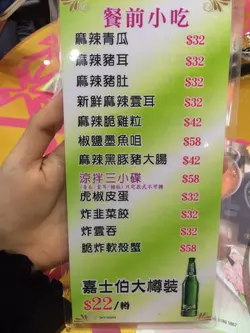 餐前小吃
麻辣青瓜 $32
麻辣豬耳 $32
麻辣豬肚 $32
新鮮麻辣雲耳 $32
麻辣脆雞粒 $42
椒鹽墨魚咀 $58
麻辣黑豚豬大腸 $42
涼拌三小碟 $58
虎椒皮蛋 $32
炸韭菜餃 $32
炸雲吞 $32
脆炸軟殼蟹 $58
嘉士伯大樽裝
$22/樽